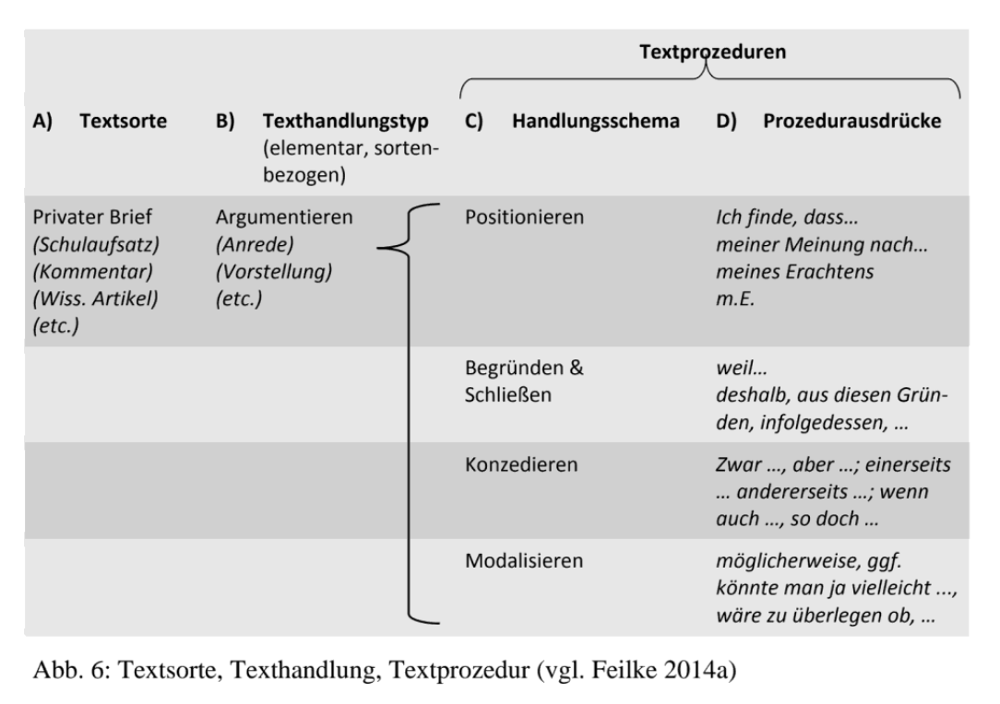 Textprozeduren
A) Textsorte B) Texthandlungstyp C) Handlungsschema D) Prozedurausdrücke
(elementar, sorten-
bezogen)
Privater Brief Argumentieren Positionieren Ich finde, dass…
(Schulaufsatz) (Anrede) meiner Meinung nach…
(Kommentar) (Vorstellung) meines Erachtens
(Wiss. Artikel) (etc.) m.E.
(etc.)
Begründen & weil…
Schließen deshalb, aus diesen Grün-
den, infolgedessen, …
Konzedieren Zwar …, aber …; einerseits
… andererseits …; wenn
auch …, so doch …
Modalisieren möglicherweise, ggf.
könnte man ja vielleicht ...,
wäre zu überlegen ob, …
Abb. 6: Textsorte, Texthandlung, Textprozedur (vgl. Feilke 2014a)